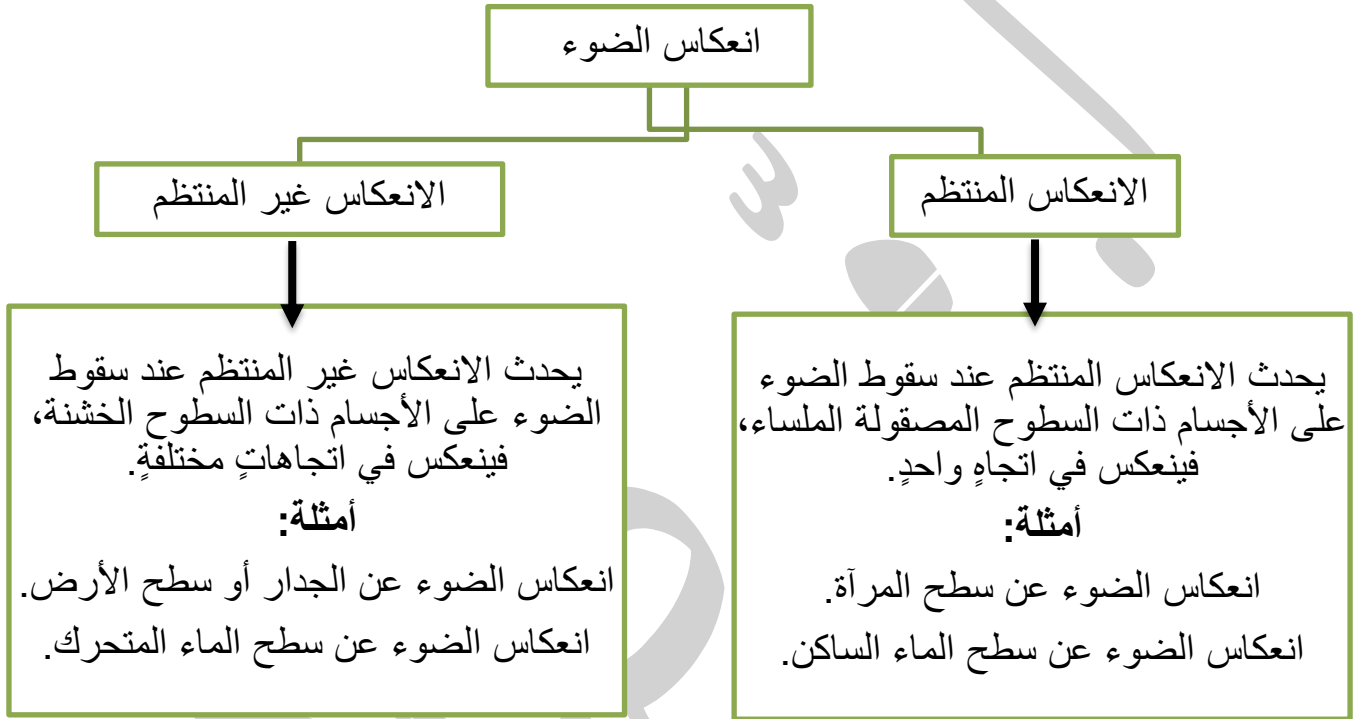 انعكاس الضوء
الانعكاس المنتظم
الانعكاس غير المنتظم
يحدث الانعكاس المنتظم عند سقوط الضوء
على الأجسام ذات السطوح المصقولة الملساء،
فينعكس في اتجاهٍ واحدٍ.
أمثلة:
انعكاس الضوء عن سطح المرآة.
انعكاس الضوء عن سطح الماء الساكن.
يحدث الانعكاس غير المنتظم عند سقوط
الضوء على الأجسام ذات السطوح الخشنة،
فينعكس في اتجاهاتٍ مختلفةٍ.
أمثلة:
انعكاس الضوء عن الجدار أو سطح الأرض.
انعكاس الضوء عن سطح الماء المتحرك.